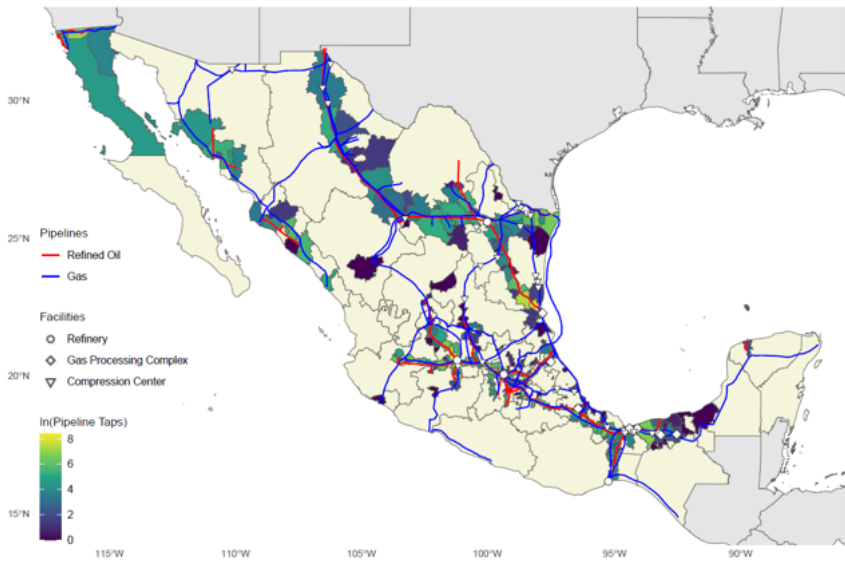 30°N
25°N
20°N
15°N
Pipelines
Refined Oil
Gas
Facilities
Refinery
Gas Processing Complex
Compression Center
ln(Pipeline Taps)
8
6
4
2
0
115°W
110°W
105°W
100°W
95°W
90°W